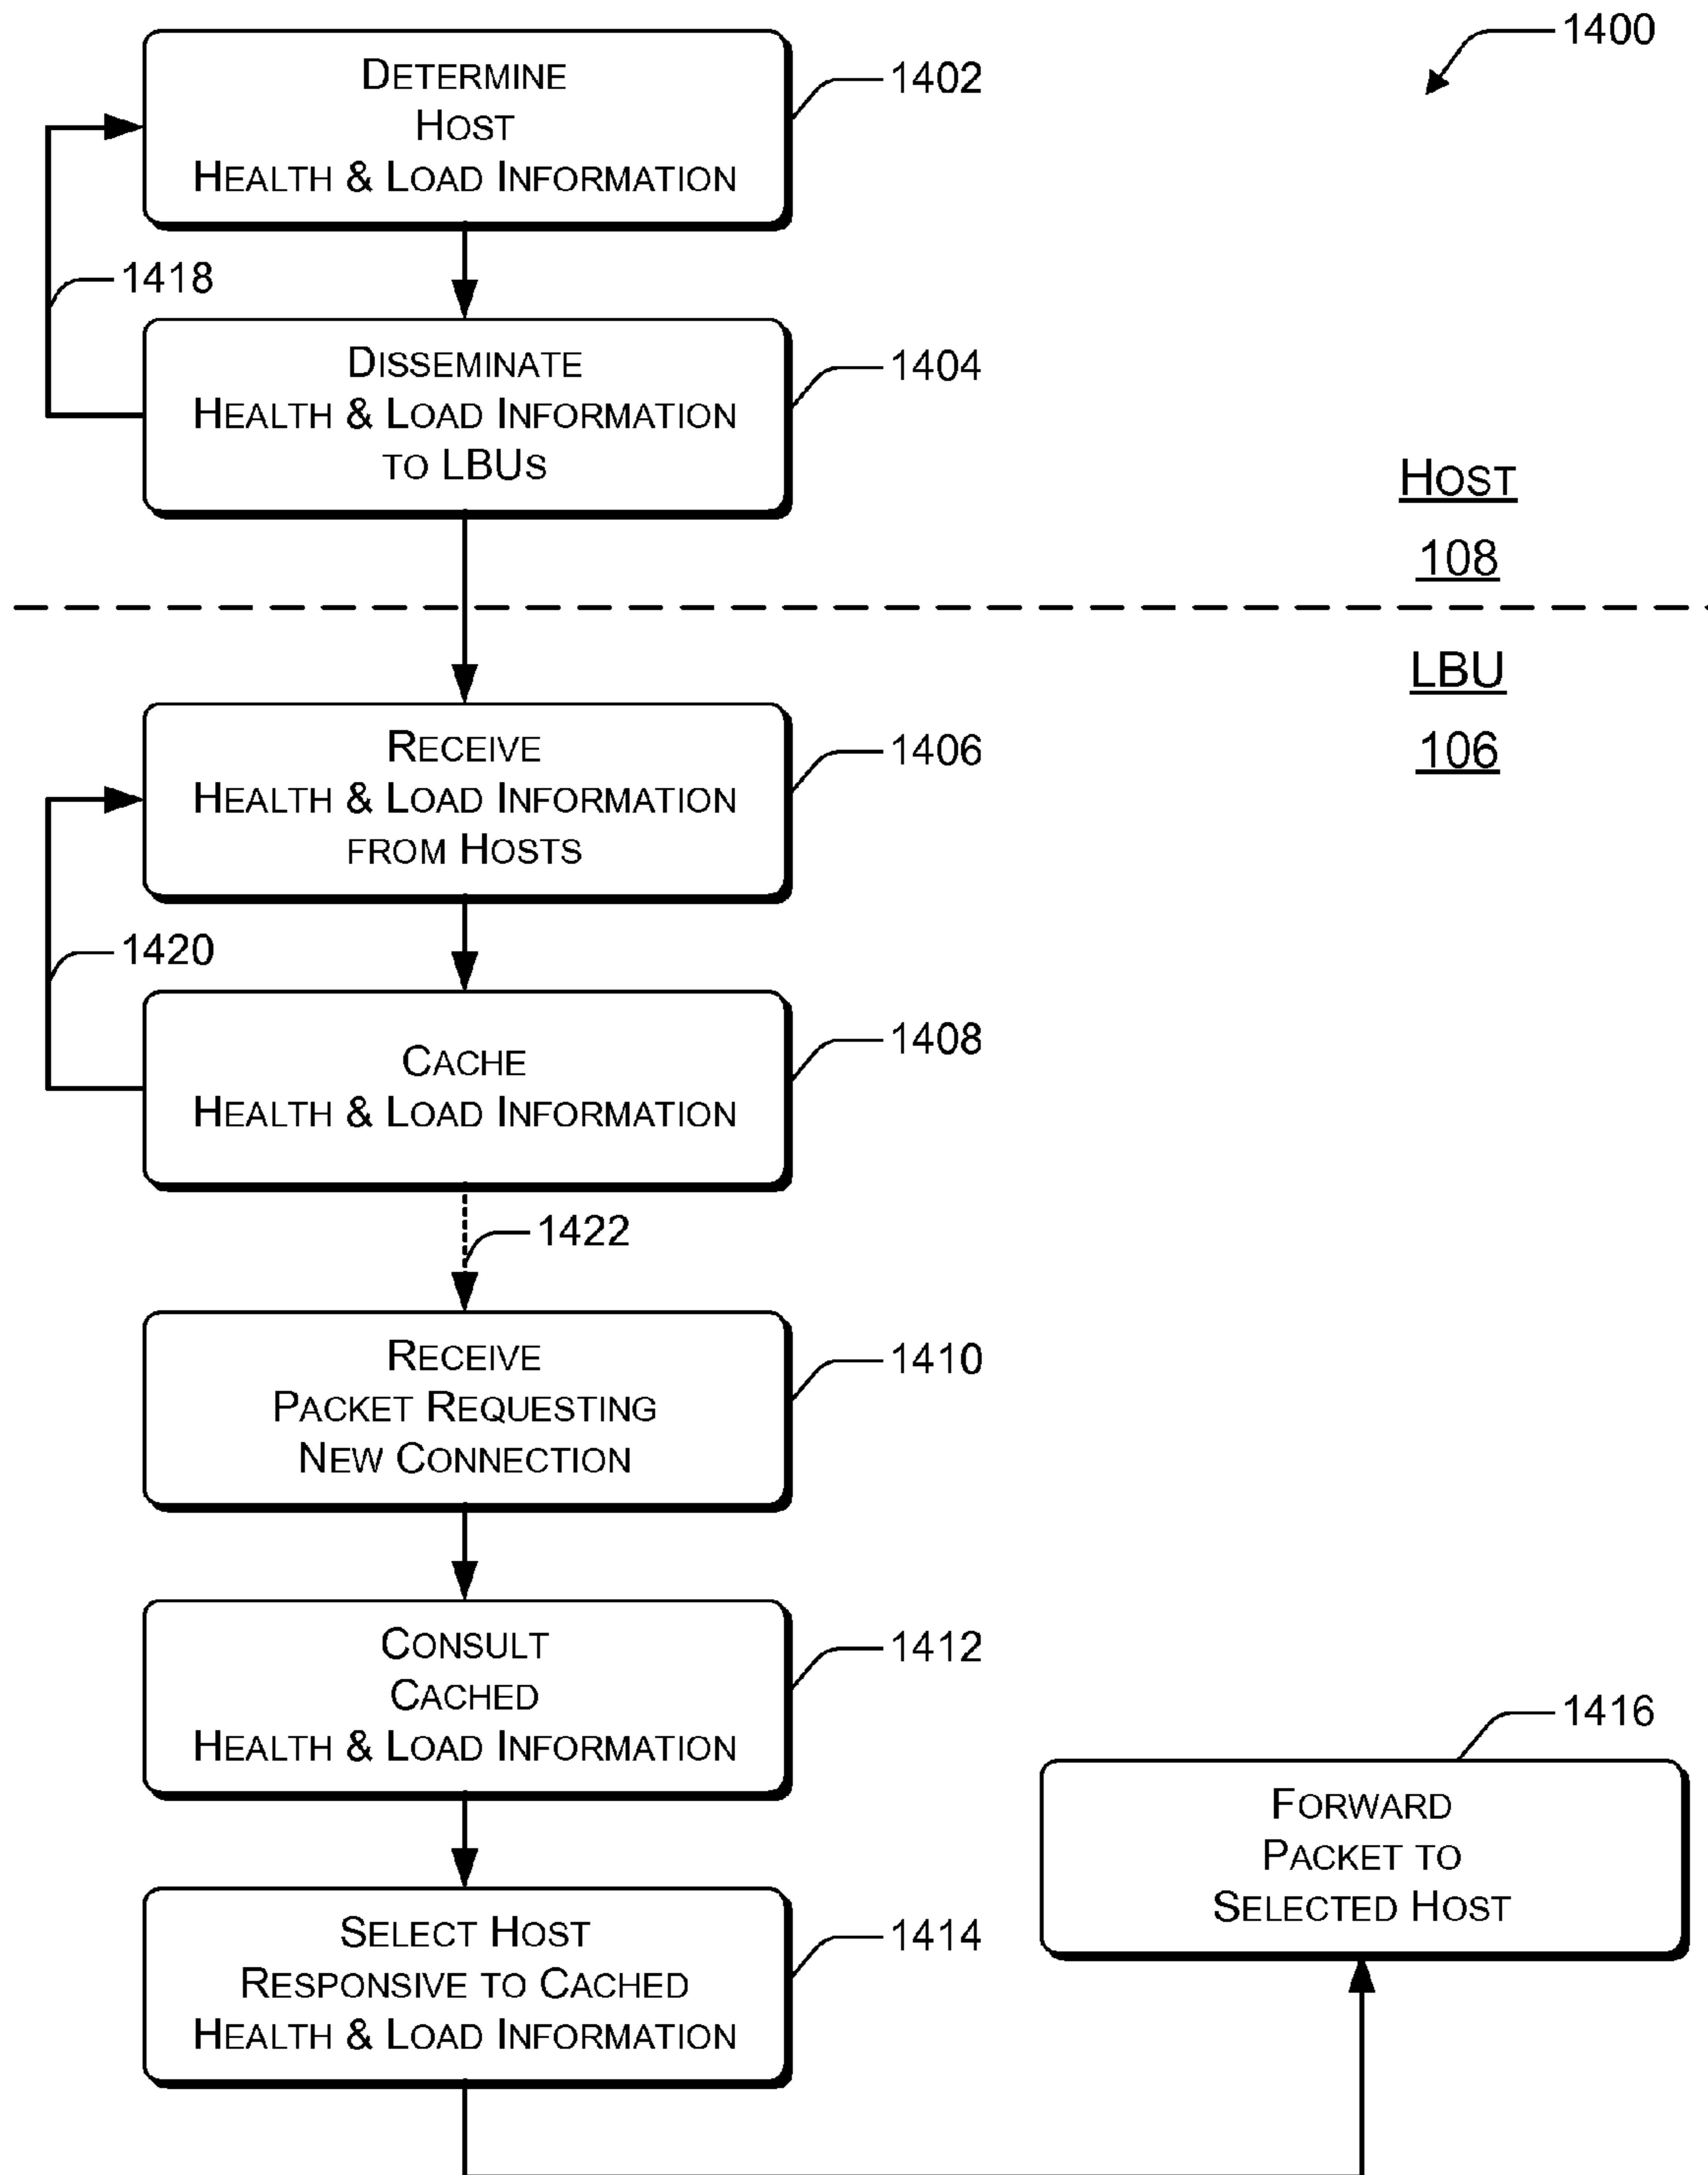 1400
DETERMINE
HOST
HEALTH & LOAD INFORMATION
1402
1418
DISSEMINATE
HEALTH & LOAD INFORMATION
TO LBUS
1404
HOST
108
LBU
106
RECEIVE
HEALTH & LOAD INFORMATION
FROM HOSTS
1406
1420
CACHE
HEALTH & LOAD INFORMATION
1408
1422
RECEIVE
PACKET REQUESTING
NEW CONNECTION
1410
CONSULT
CACHED
HEALTH & LOAD INFORMATION
1412
SELECT HOST
RESPONSIVE TO CACHED
HEALTH & LOAD INFORMATION
1414
1416
FORWARD
PACKET TO
SELECTED HOST